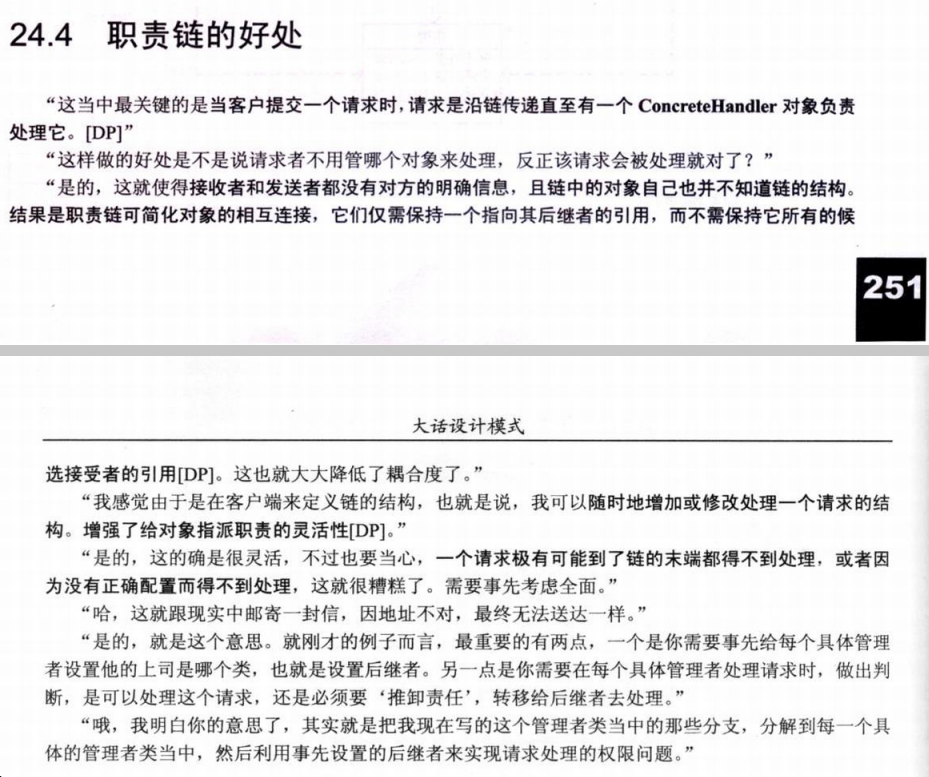 24.4 职责链的好处
“这当中最关键的是当客户提交一个请求时,请求是沿链传递直至有一个 ConcreteHandler 对象负责
处理它。[DP]”
“这样做的好处是不是说请求者不用管哪个对象来处理，反正该请求会被处理就对了？”
“是的，这就使得接收者和发送者都没有对方的明确信息，且链中的对象自己也并不知道链的结构。
结果是职责链可简化对象的相互连接，它们仅需保持一个指向其后继者的引用，而不需保持它所有的候
251
大话设计模式
选接受者的引用[DP]。这也就大大降低了耦合度了。”
“我感觉由于是在客户端来定义链的结构，也就是说，我可以随时地增加或修改处理一个请求的结
构。增强了给对象指派职责的灵活性[DP]。”
“是的，这的确是很灵活，不过也要当心，一个请求极有可能到了链的末端都得不到处理，或者因
为没有正确配置而得不到处理，这就很糟糕了。需要事先考虑全面。”
“哈，这就跟现实中邮寄一封信，因地址不对，最终无法送达一样。”
“是的，就是这个意思。就刚才的例子而言，最重要的有两点，一个是你需要事先给每个具体管理
者设置他的上司是哪个类，也就是设置后继者。另一点是你需要在每个具体管理者处理请求时，做出判
断，是可以处理这个请求，还是必须要‘推卸责任’，转移给后继者去处理。”
“哦，我明白你的意思了，其实就是把我现在写的这个管理者类当中的那些分支，分解到每一个具
体的管理者类当中，然后利用事先设置的后继者来实现请求处理的权限问题。”